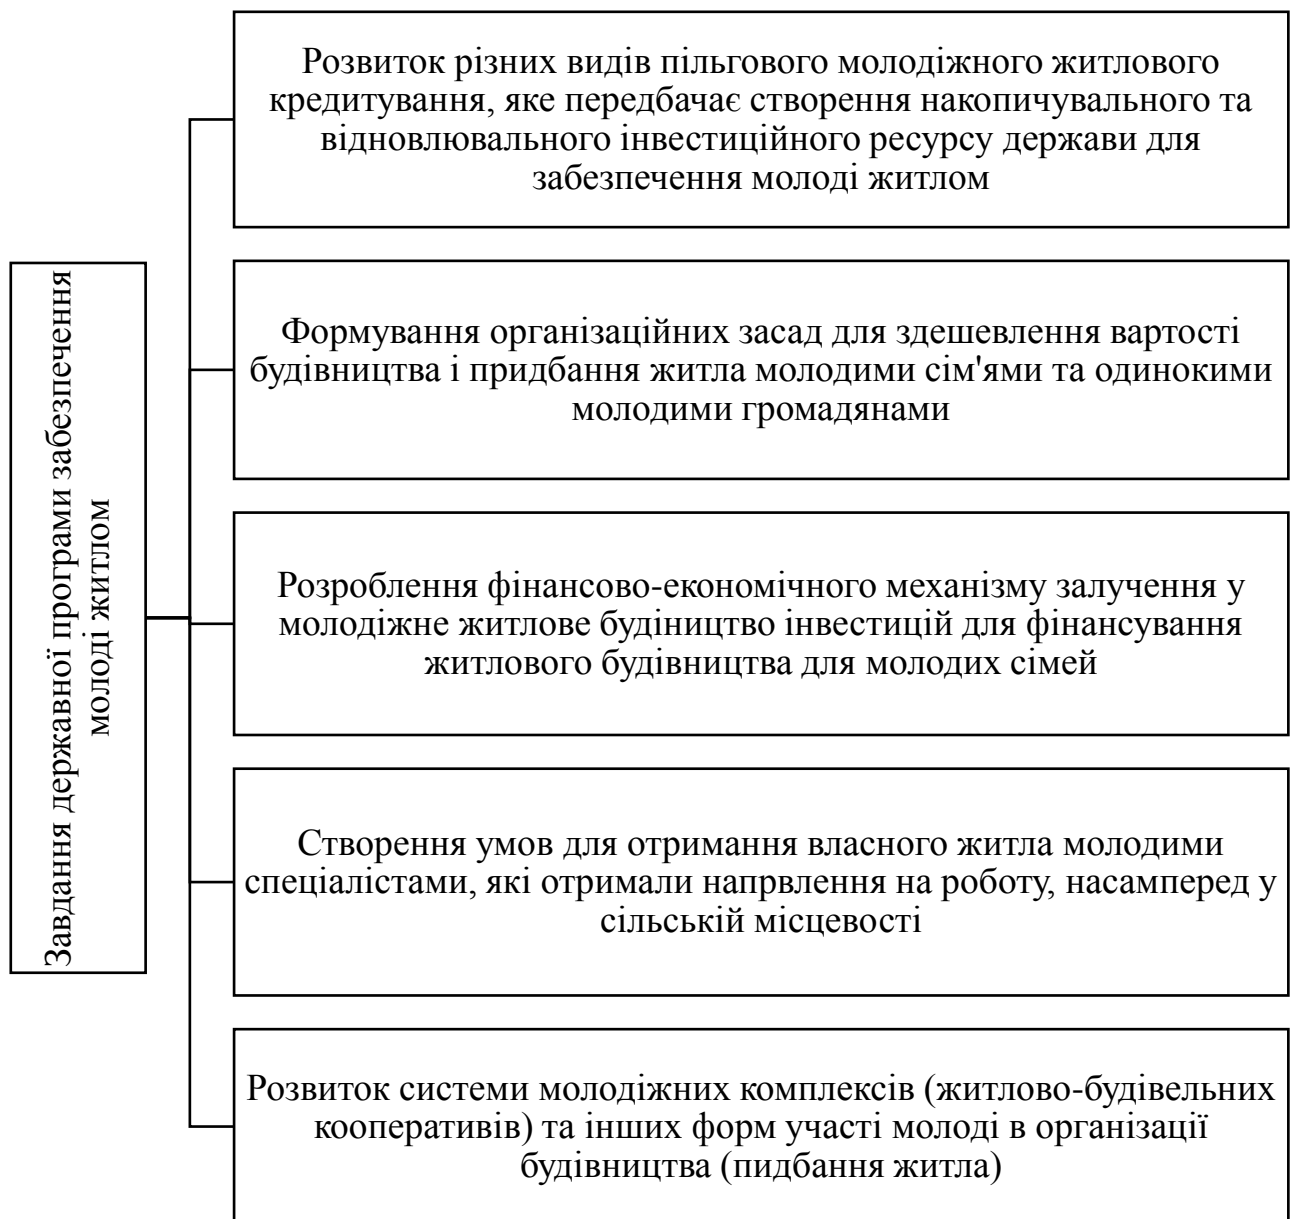 Завдання державної програми забезпечення
молоді житлом
Розвиток різних видів пільгового молодіжного житлового
кредитування, яке передбачає створення накопичувального та
відновлювального інвестиційного ресурсу держави для
забезпечення молоді житлом
Формування організаційних засад для здешевлення вартості
будівництва і придбання житла молодими сім'ями та одинокими
молодими громадянами
Розроблення фінансово-економічного механізму залучення у
молодіжне житлове будіництво інвестицій для фінансування
житлового будівництва для молодих сімей
Створення умов для отримання власного житла молодими
спеціалістами, які отримали напрвлення на роботу, насамперед у
сільській місцевості
Розвиток системи молодіжних комплексів (житлово-будівельних
кооперативів) та інших форм участі молоді в організації
будівництва (пидбання житла)